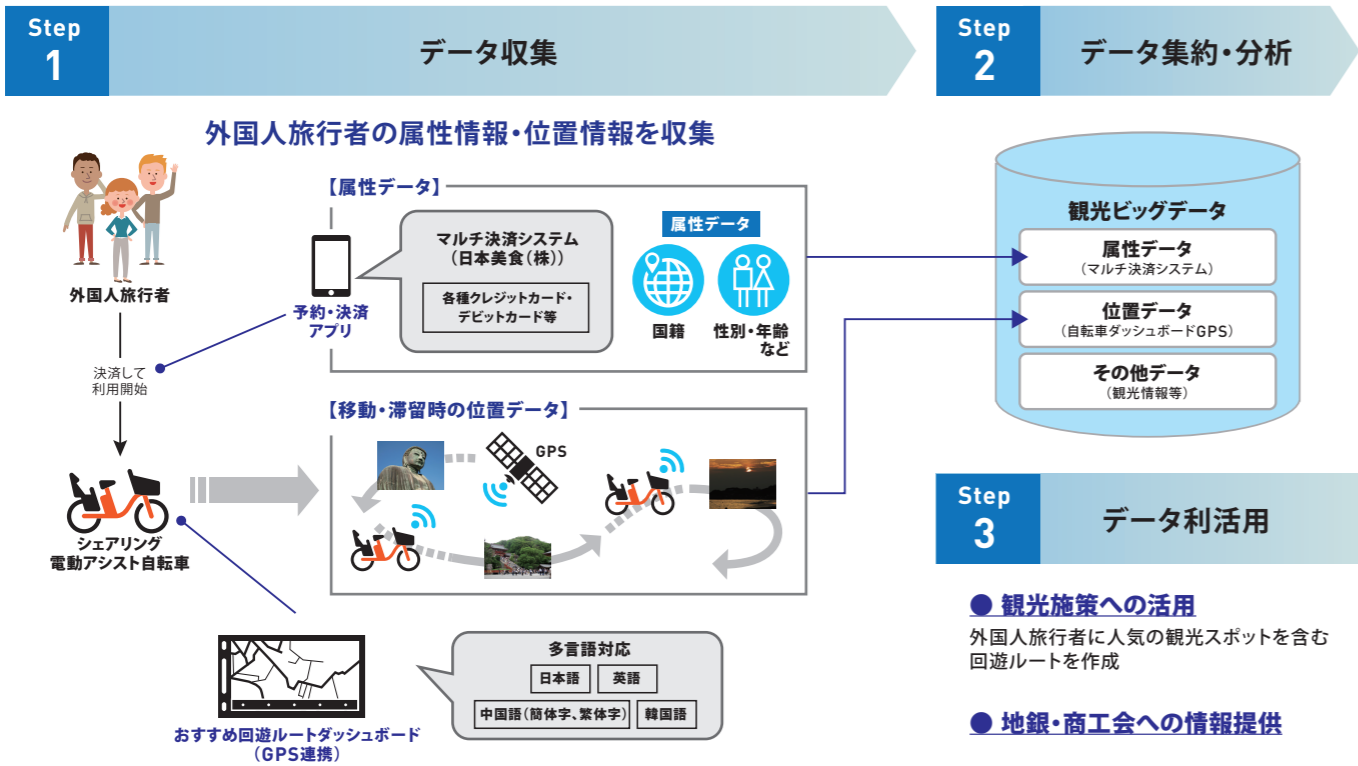 Step
1
データ収集
外国人旅行者の属性情報・位置情報を収集
外国人旅行者
決済して
利用開始
シェアリング
電動アシスト自転車
【属性データ】
予約・決済
アプリ
マルチ決済システム
（日本美食（株））
各種クレジットカード・
デビットカード等
属性データ
国籍
性別・年齢
など
【移動・滞留時の位置データ】
GPS
おすすめ回遊ルートダッシュボード
（GPS連携）
多言語対応
日本語
英語
中国語（簡体字、繁体字）
韓国語
Step
2
データ集約・分析
観光ビッグデータ
属性データ
（マルチ決済システム）
位置データ
（自転車ダッシュボードGPS）
その他データ
（観光情報等）
Step
3
データ利活用
● 観光施策への活用
外国人旅行者に人気の観光スポットを含む
回遊ルートを作成
● 地銀・商工会への情報提供